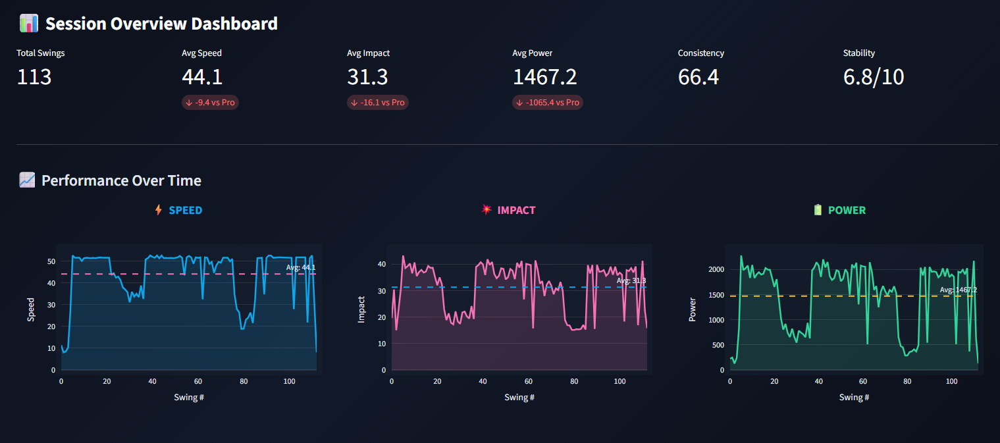 📊 Session Overview Dashboard
Total Swings
113
Avg Speed
44.1
↓ -9.4 vs Pro
Avg Impact
31.3
↓ -16.1 vs Pro
Avg Power
1467.2
↓ -1065.4 vs Pro
Consistency
66.4
Stability
6.8/10
📈 Performance Over Time
⚡ SPEED
Speed
50
40
30
20
10
0
Avg: 44.1
0 20 40 60 80 100
Swing #
💥 IMPACT
Impact
40
30
20
10
0
Avg: 31.3
0 20 40 60 80 100
Swing #
🔋 POWER
Power
2000
1500
1000
500
0
Avg: 1467.2
0 20 40 60 80 100
Swing #